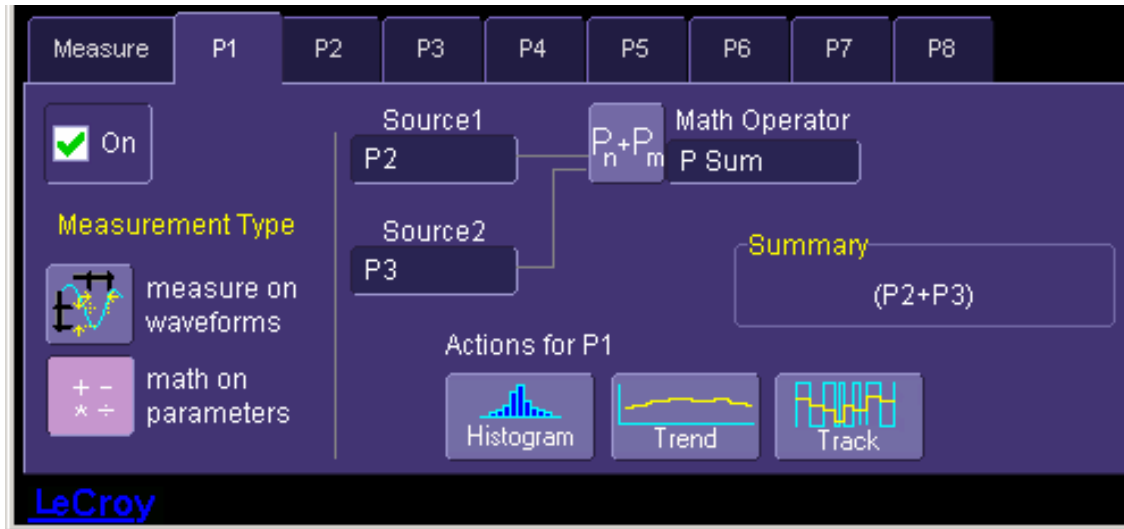 Measure P1 P2 P3 P4 P5 P6 P7 P8
On
Source1
P2
Pn+Pm
Math Operator
P Sum
Measurement Type
Source2
P3
measure on
waveforms
Summary
(P2+P3)
math on
parameters
+ -
* ÷
Actions for P1
Histogram
Trend
Track
LeCroy